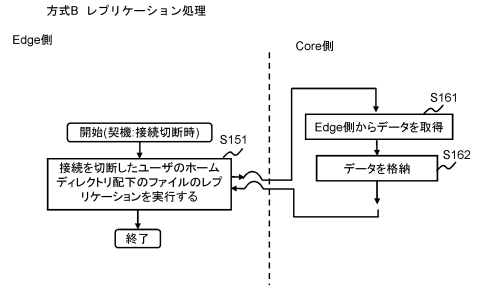 方式B レプリケーション処理
Edge側
Core側
開始(契機:接続切断時)
S151
接続を切断したユーザのホーム
ディレクトリ配下のファイルのレプ
リケーションを実行する
終了
S161
Edge側からデータを取得
S162
データを格納